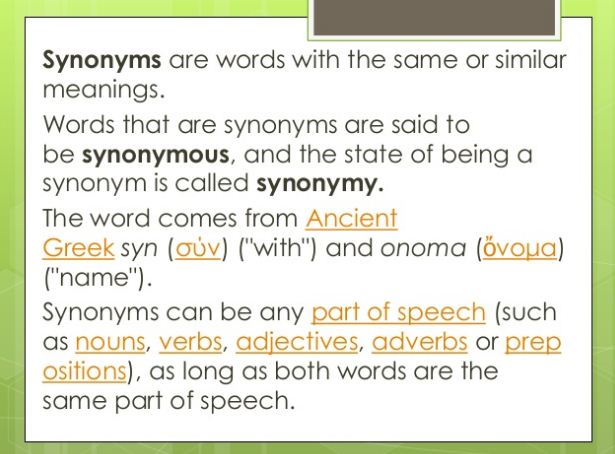 Synonyms are words with the same or similar
meanings.
Words that are synonyms are said to
be synonymous, and the state of being a
synonym is called synonymy.
The word comes from Ancient
Greek syn (σύν) ("with") and onoma (ὄνομα)
("name").
Synonyms can be any part of speech (such
as nouns, verbs, adjectives, adverbs or prep
ositions), as long as both words are the
same part of speech.